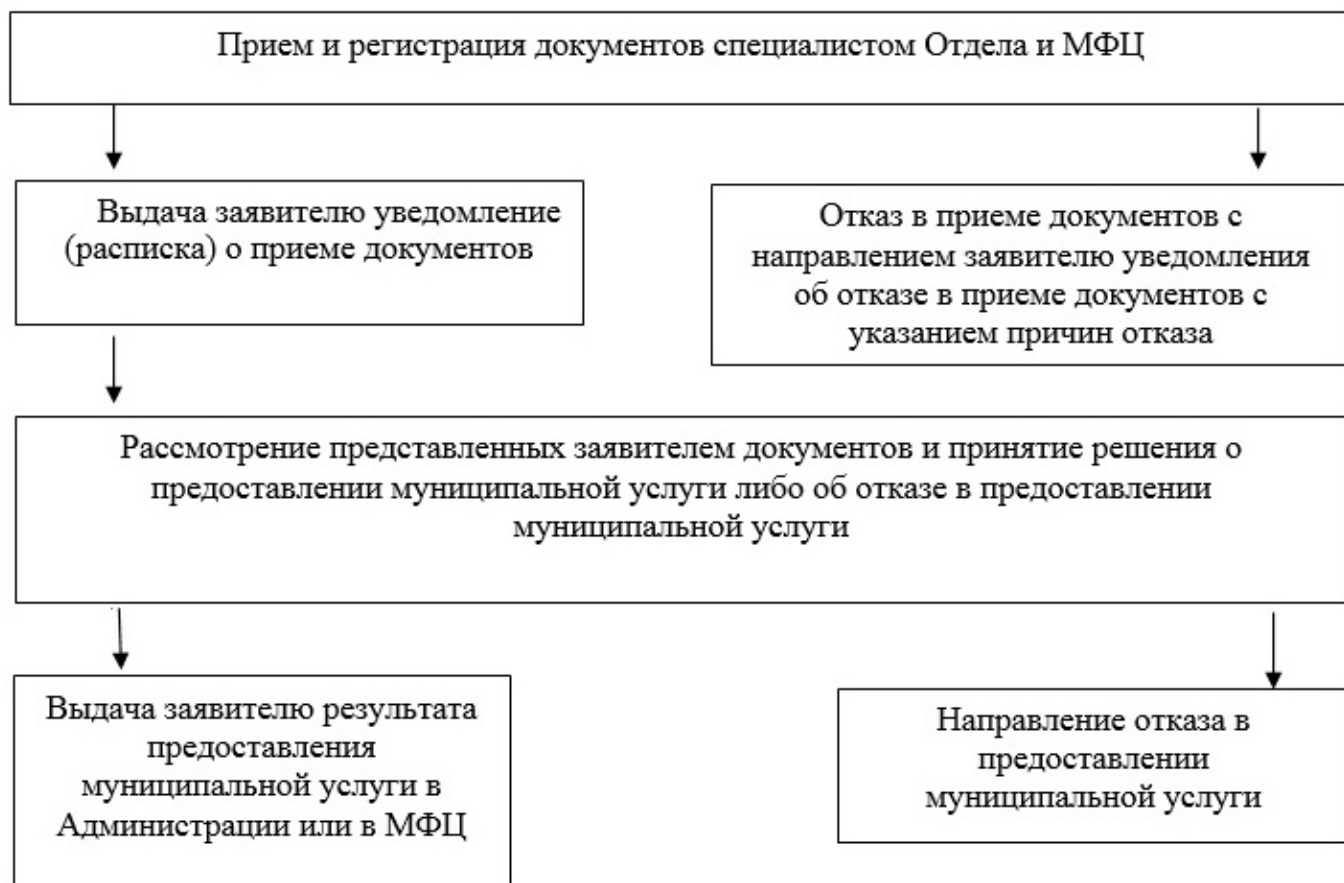 Прием и регистрация документов специалистом Отдела и МФЦ
Выдача заявителю уведомление
(расписка) о приеме документов
Отказ в приеме документов с
направлением заявителю уведомления
об отказе в приеме документов с
указанием причин отказа
Рассмотрение представленных заявителем документов и принятие решения о
предоставлении муниципальной услуги либо об отказе в предоставлении
муниципальной услуги
Выдача заявителю результата
предоставления
муниципальной услуги в
Администрации или в МФЦ
Направление отказа в
предоставлении
муниципальной услуги